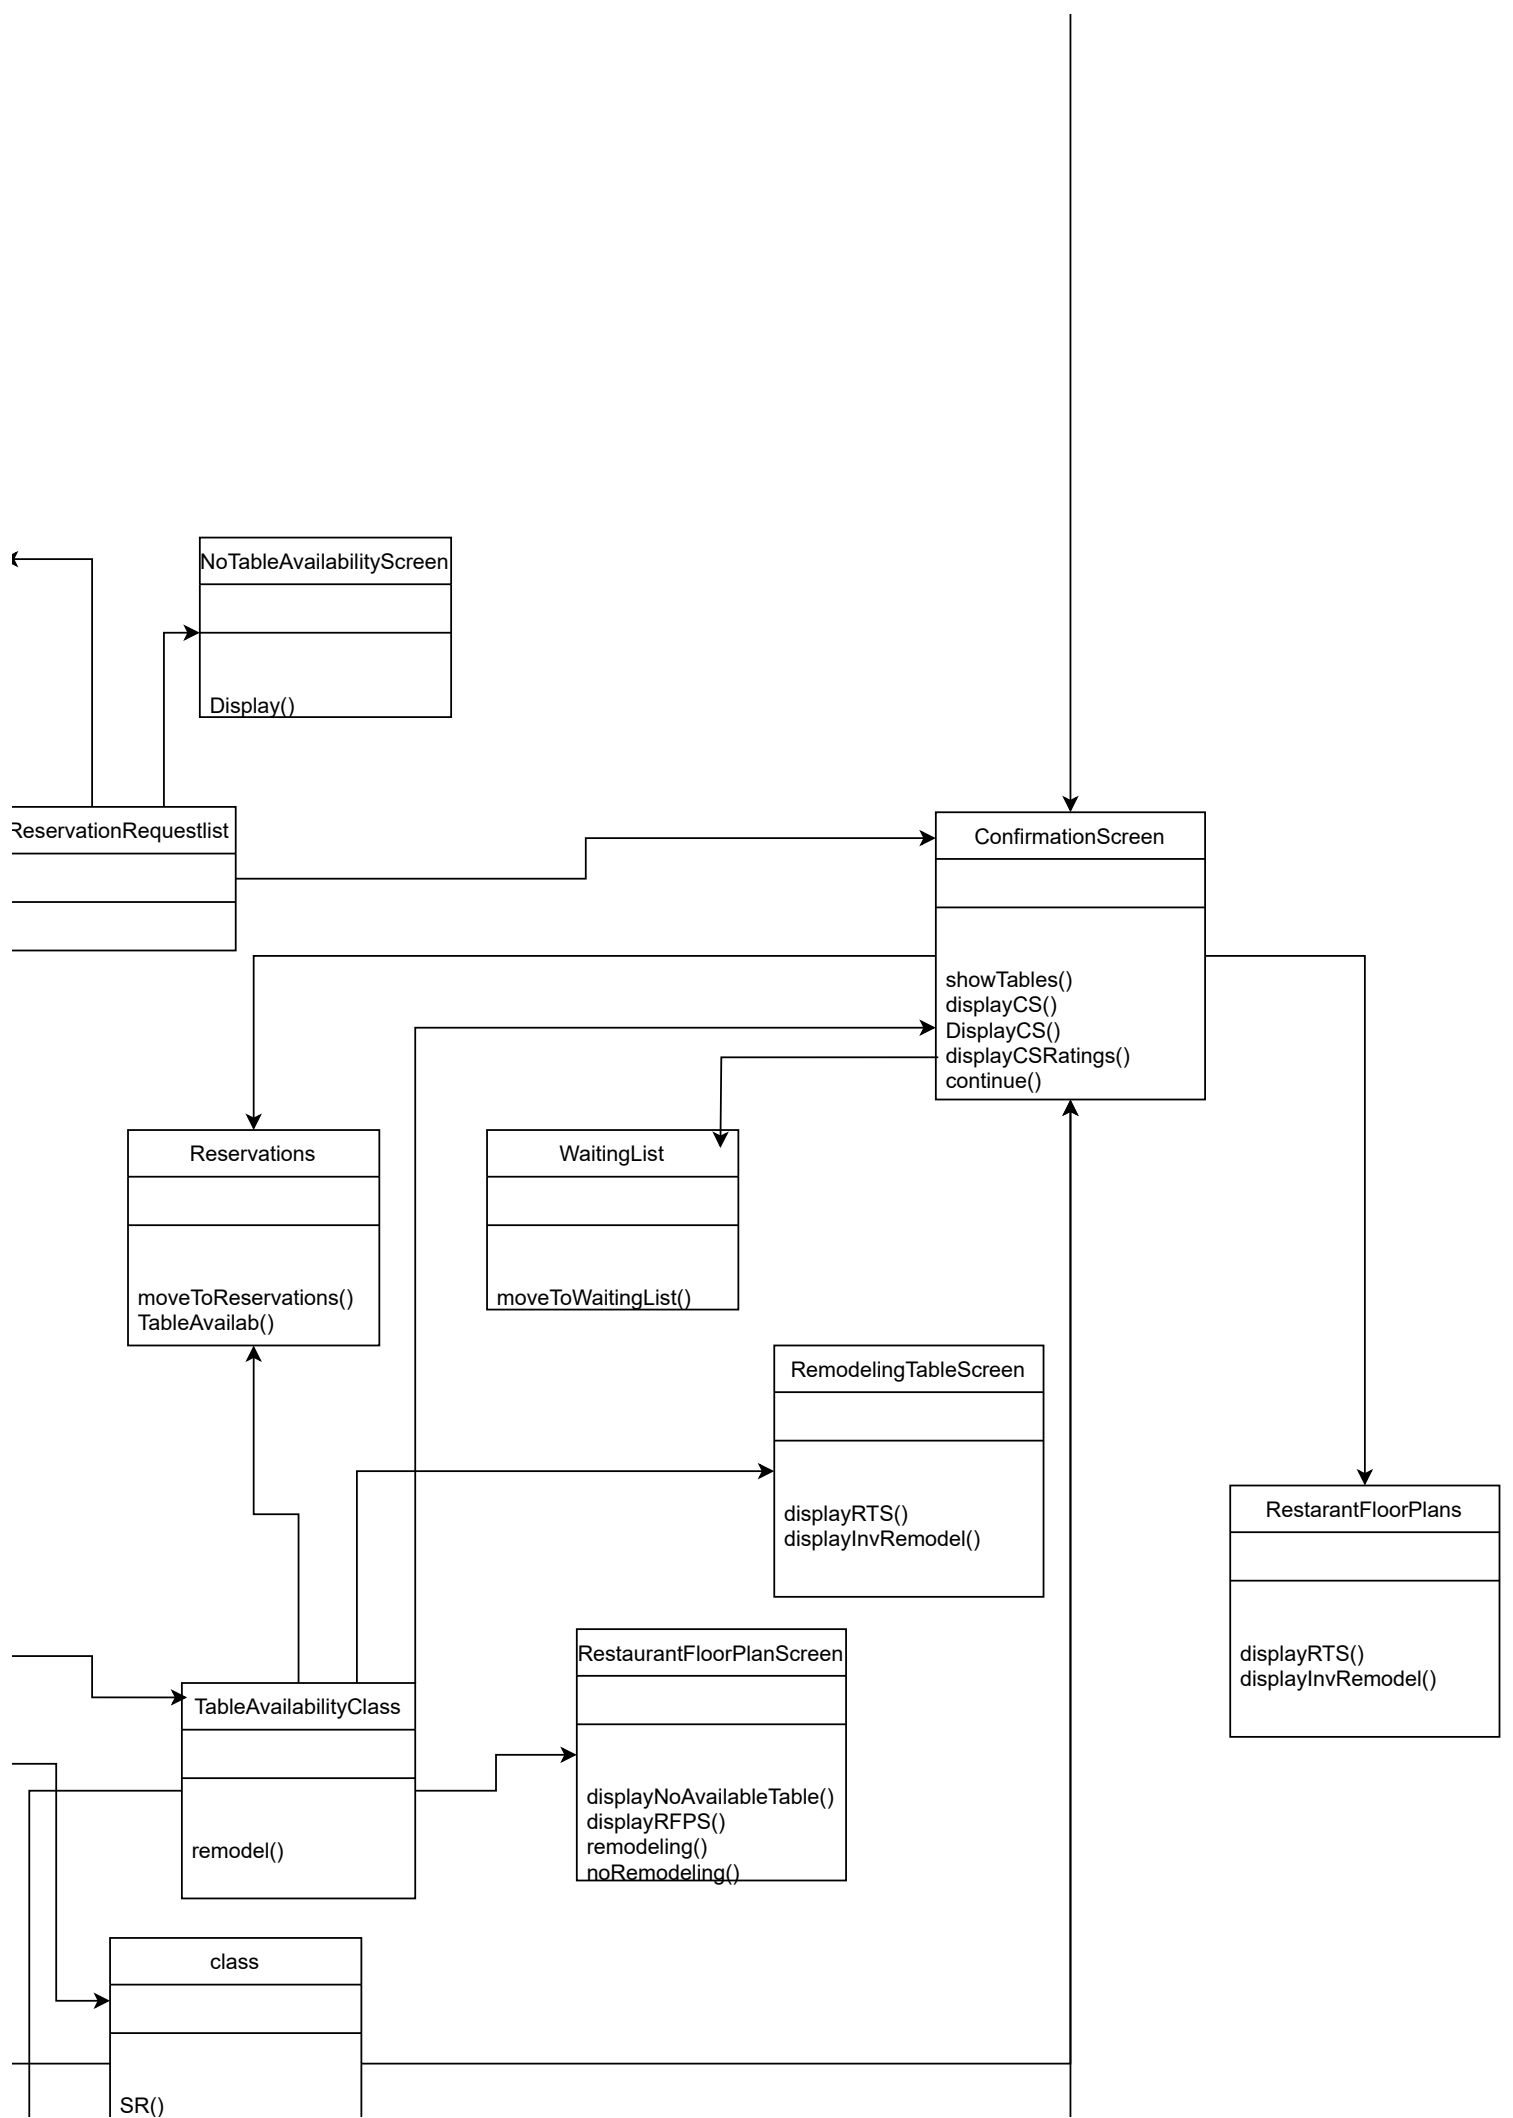 NoTableAvailabilityScreen
Display()
ReservationRequestlist
ConfirmationScreen
showTables()
displayCS()
DisplayCS()
displayCSRatings()
continue()
Reservations
moveToReservations()
TableAvailab()
WaitingList
moveToWaitingList()
RemodelingTableScreen
displayRTS()
displayInvRemodel()
RestarantFloorPlans
displayRTS()
displayInvRemodel()
TableAvailabilityClass
remodel()
RestaurantFloorPlanScreen
displayNoAvailableTable()
displayRFPS()
remodeling()
noRemodeling()
class
SR()